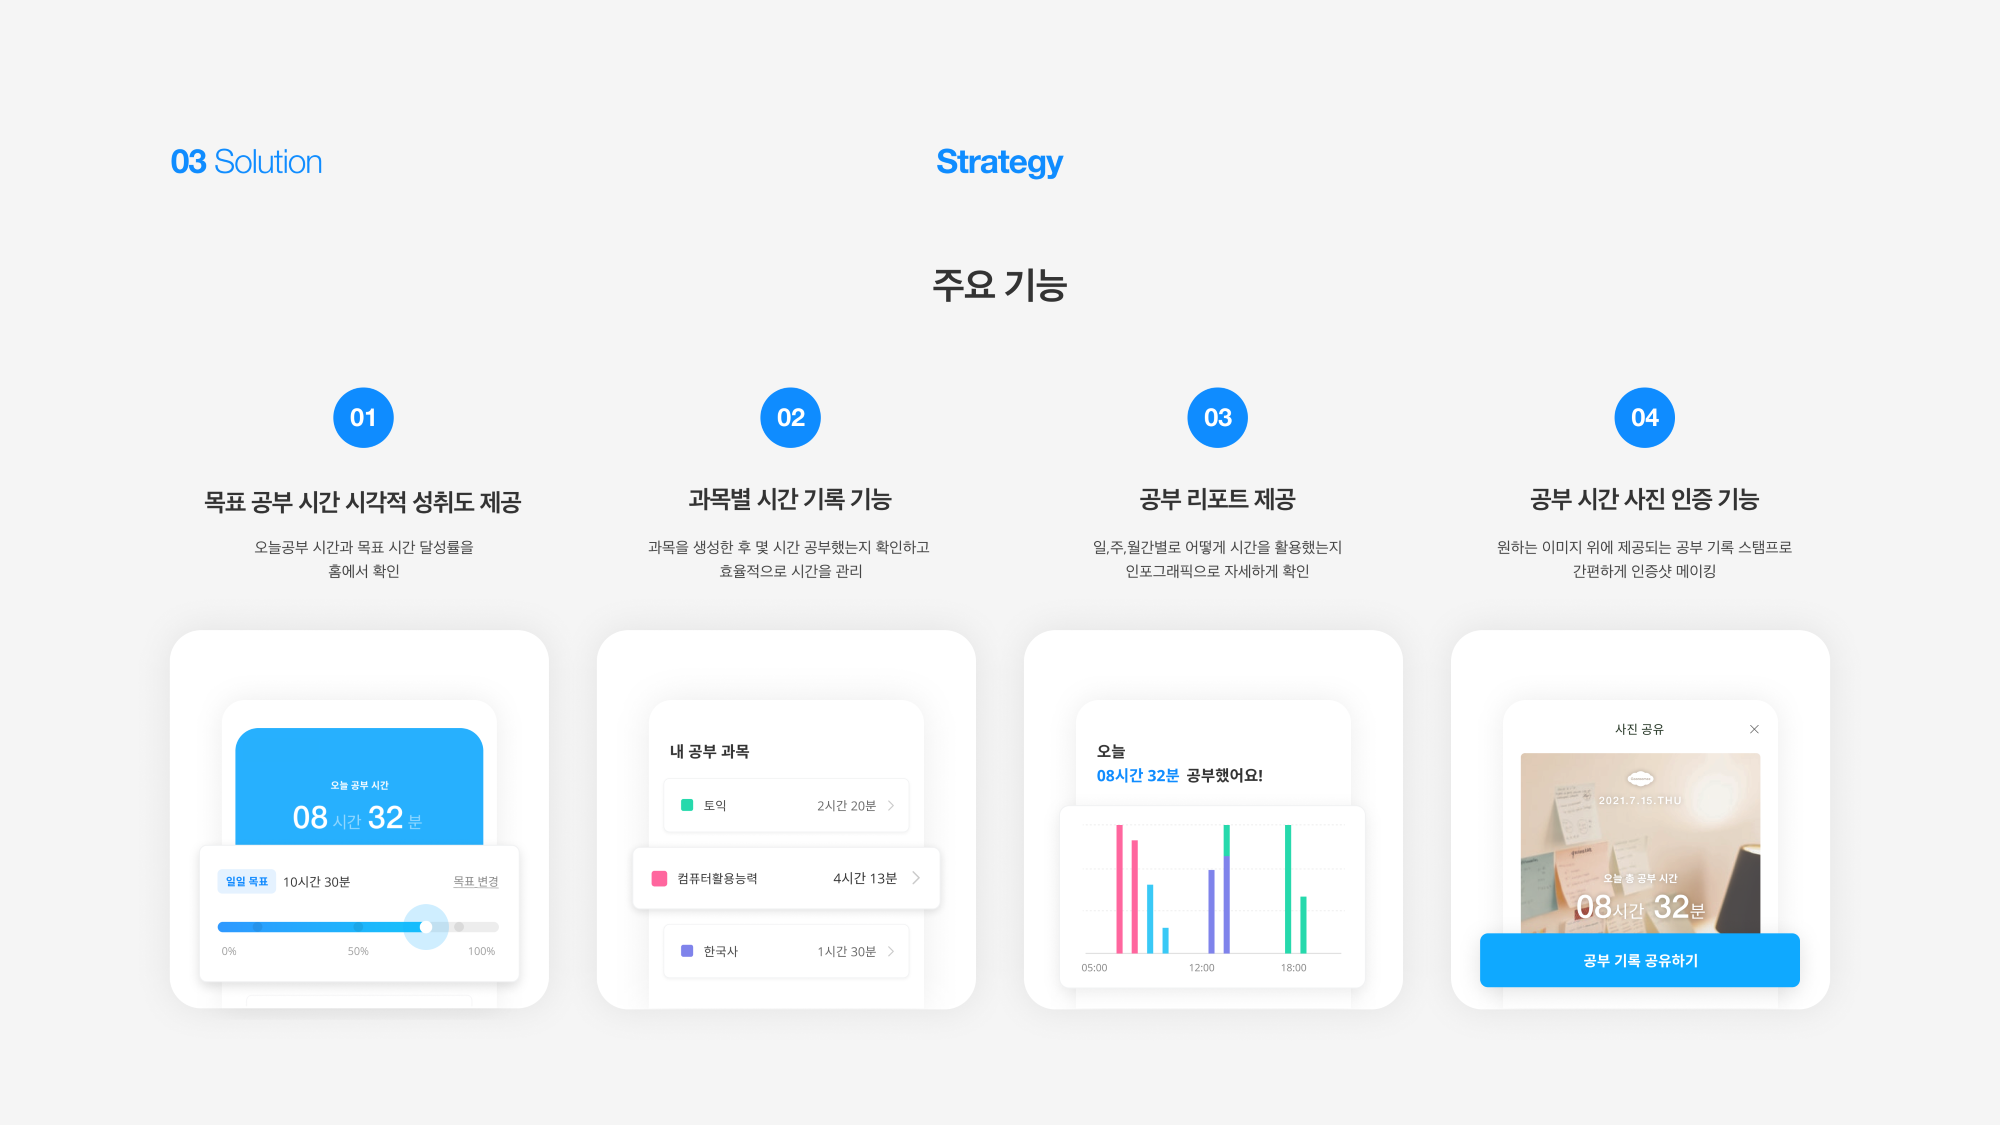 03 Solution
Strategy
주요 기능
01
목표 공부 시간 시각적 성취도 제공
오늘공부 시간과 목표 시간 달성률을
홈에서 확인
02
과목별 시간 기록 기능
과목을 생성한 후 몇 시간 공부했는지 확인하고
효율적으로 시간을 관리
03
공부 리포트 제공
일,주,월간별로 어떻게 시간을 활용했는지
인포그래픽으로 자세하게 확인
04
공부 시간 사진 인증 기능
원하는 이미지 위에 제공되는 공부 기록 스탬프로
간편하게 인증샷 메이킹
오늘 공부 시간
08 시간 32 분
일일 목표 10시간 30분 목표 변경
0% 50% 100%
내 공부 과목
토익 2시간 20분
컴퓨터활용능력 4시간 13분
한국사 1시간 30분
오늘
08시간 32분 공부했어요!
05:00 12:00 18:00
사진 공유
2021.7.15.THU
오늘 총 공부 시간
08시간 32분
공부 기록 공유하기